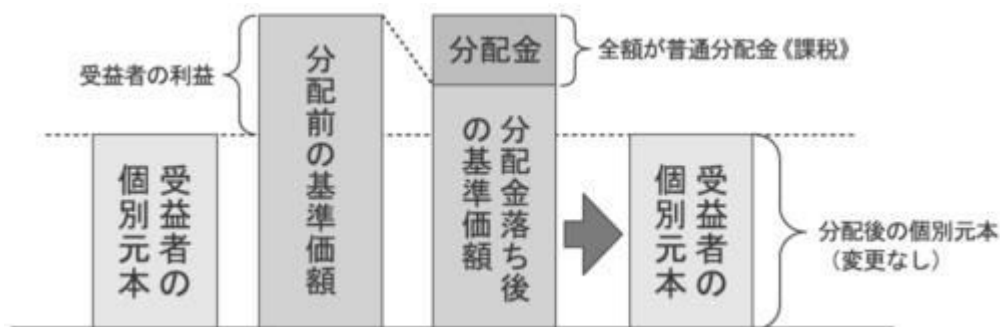 受益者の利益
受益者の
個別元本
分配前の基準価額
分配金
全額が普通分配金《課税》
分配金落ち後
の基準価額
受益者の
個別元本
分配後の個別元本
（変更なし）